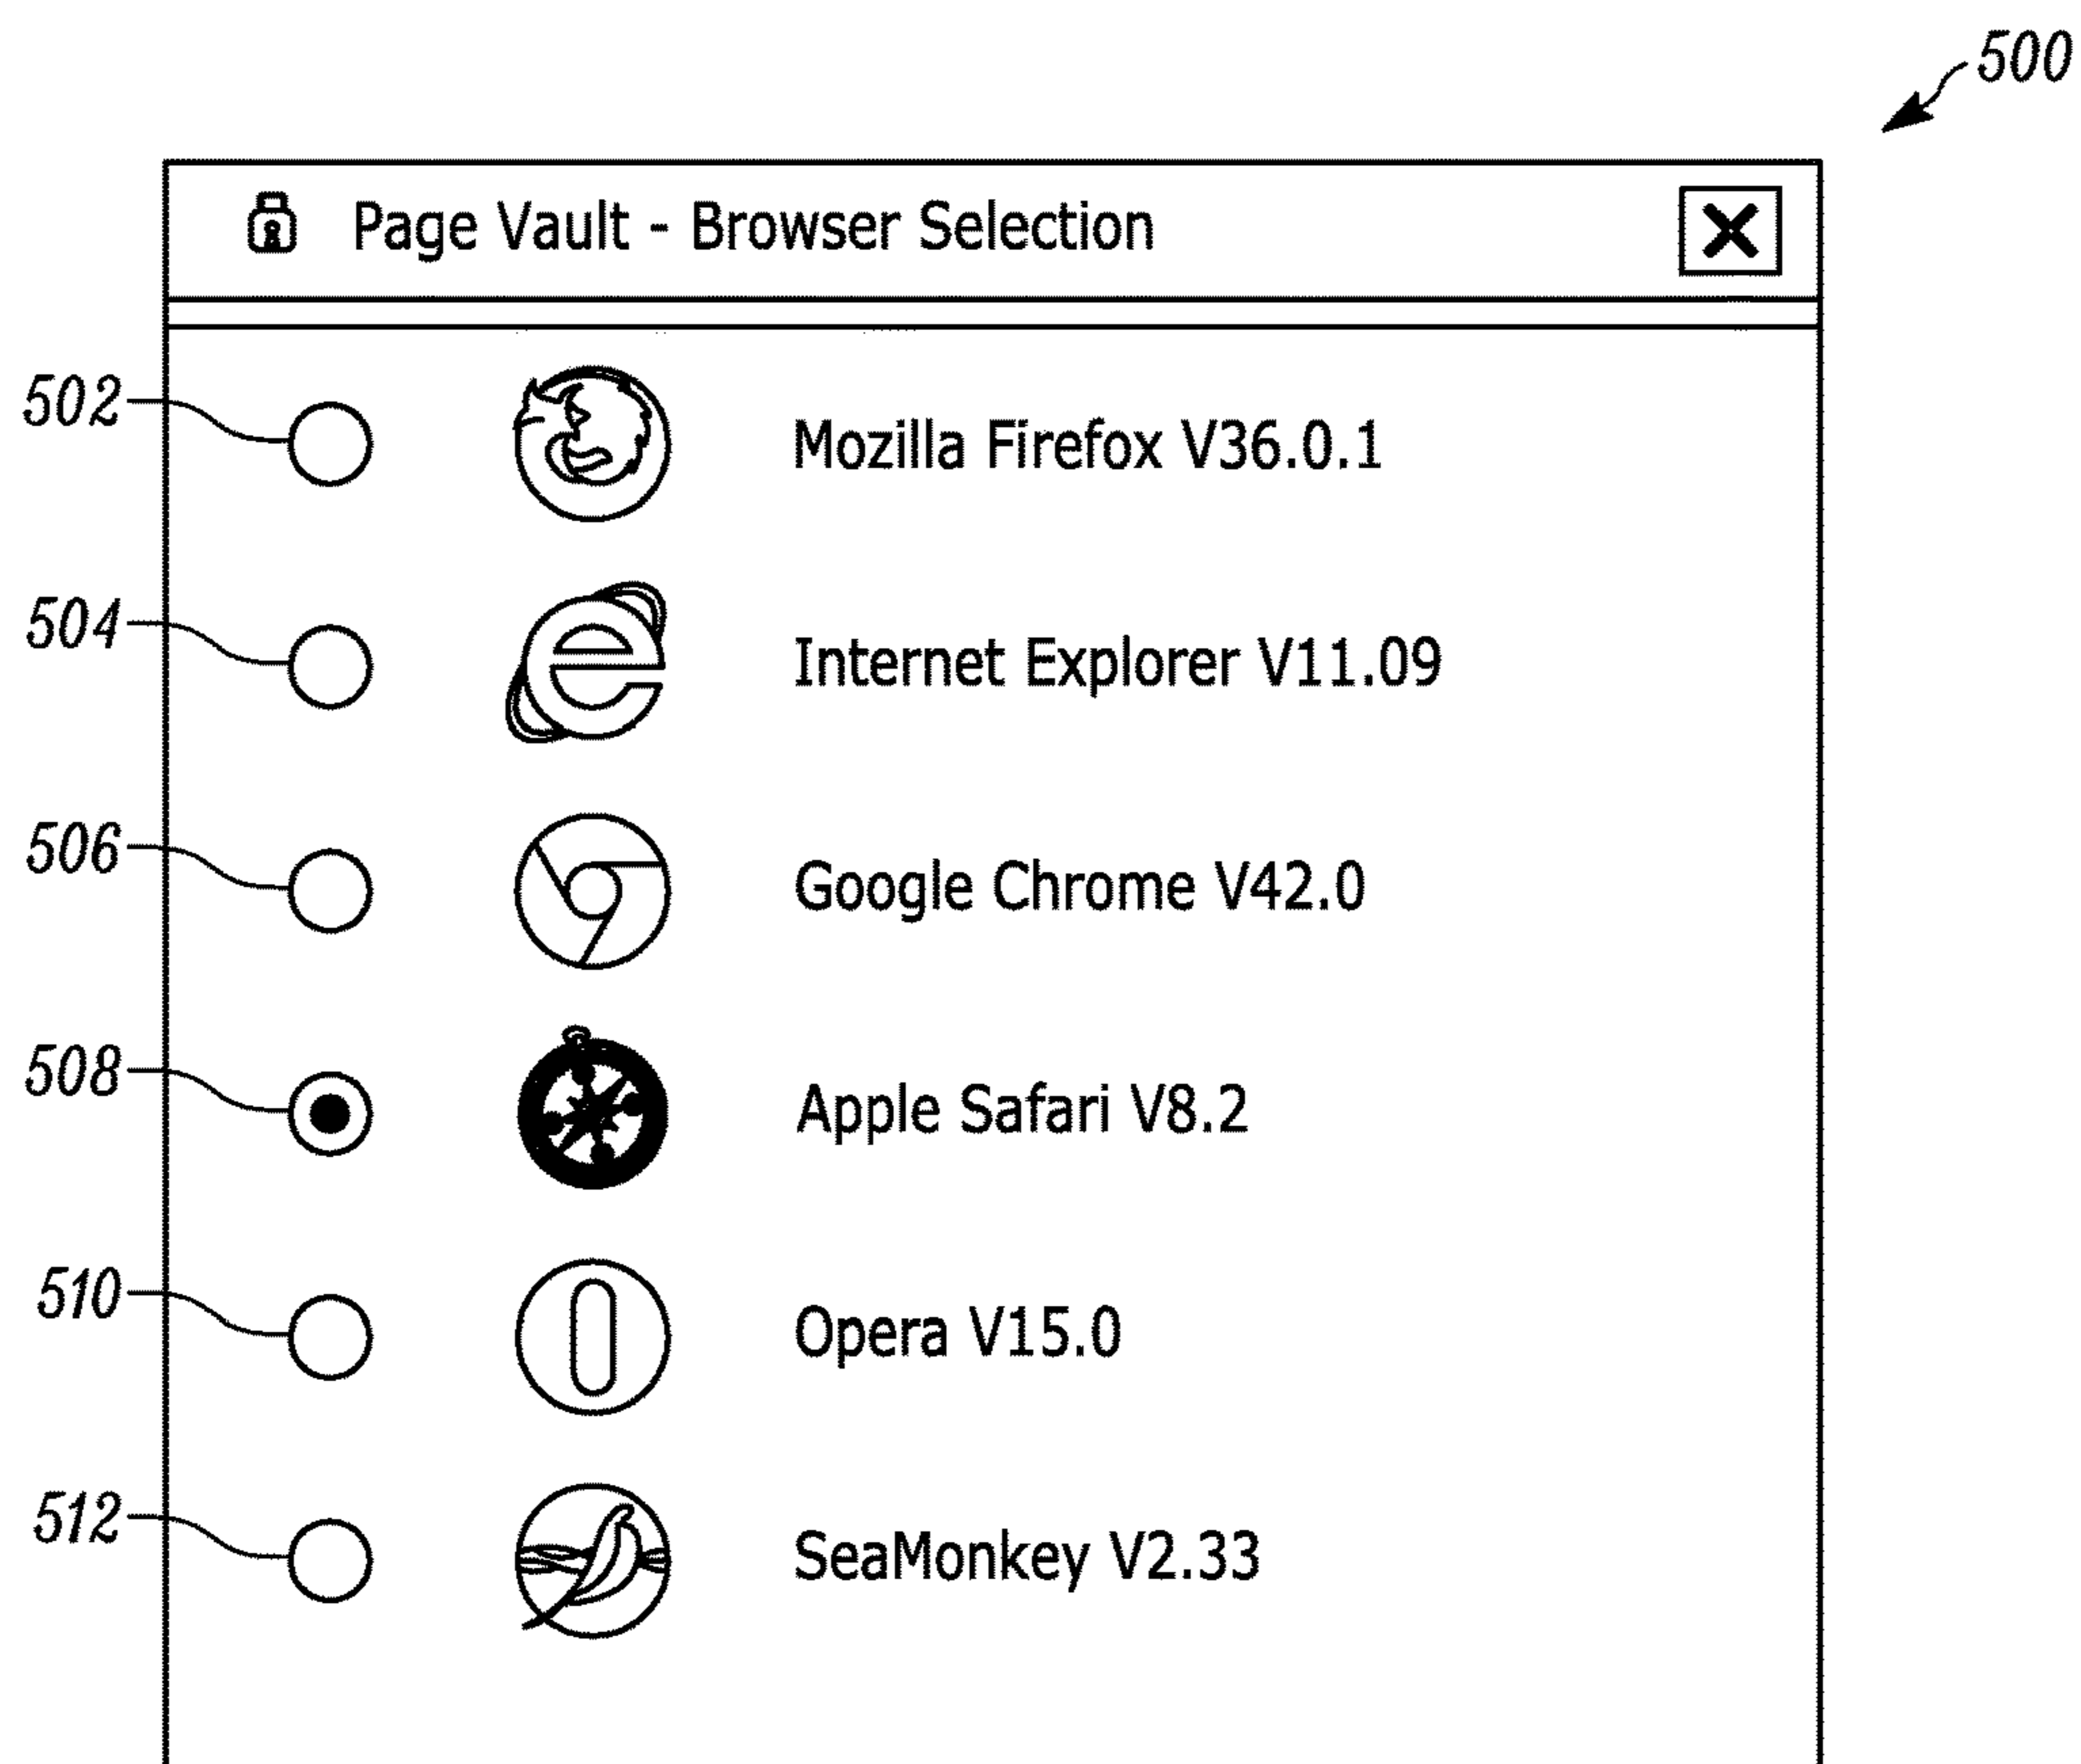 500
Page Vault - Browser Selection
502 Mozilla Firefox V36.0.1
504 Internet Explorer V11.09
506 Google Chrome V42.0
508 Apple Safari V8.2
510 Opera V15.0
512 SeaMonkey V2.33